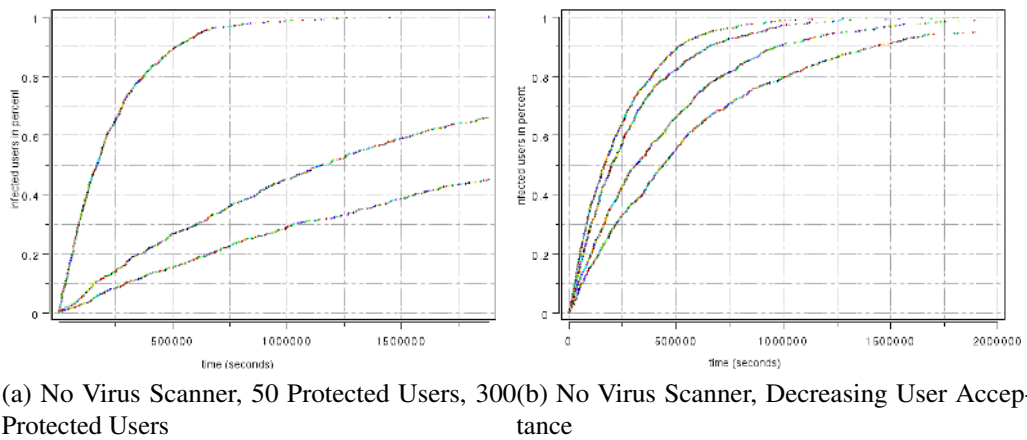 1
0.8
0.6
0.4
0.2
0
infected users in percent
500000 1000000 1500000
time (seconds)
1
0.8
0.6
0.4
0.2
0
nfected users in percent
0 500000 1000000 1500000 2000000
time (seconds)
(a) No Virus Scanner, 50 Protected Users, 300
Protected Users
(b) No Virus Scanner, Decreasing User Accep-
tance